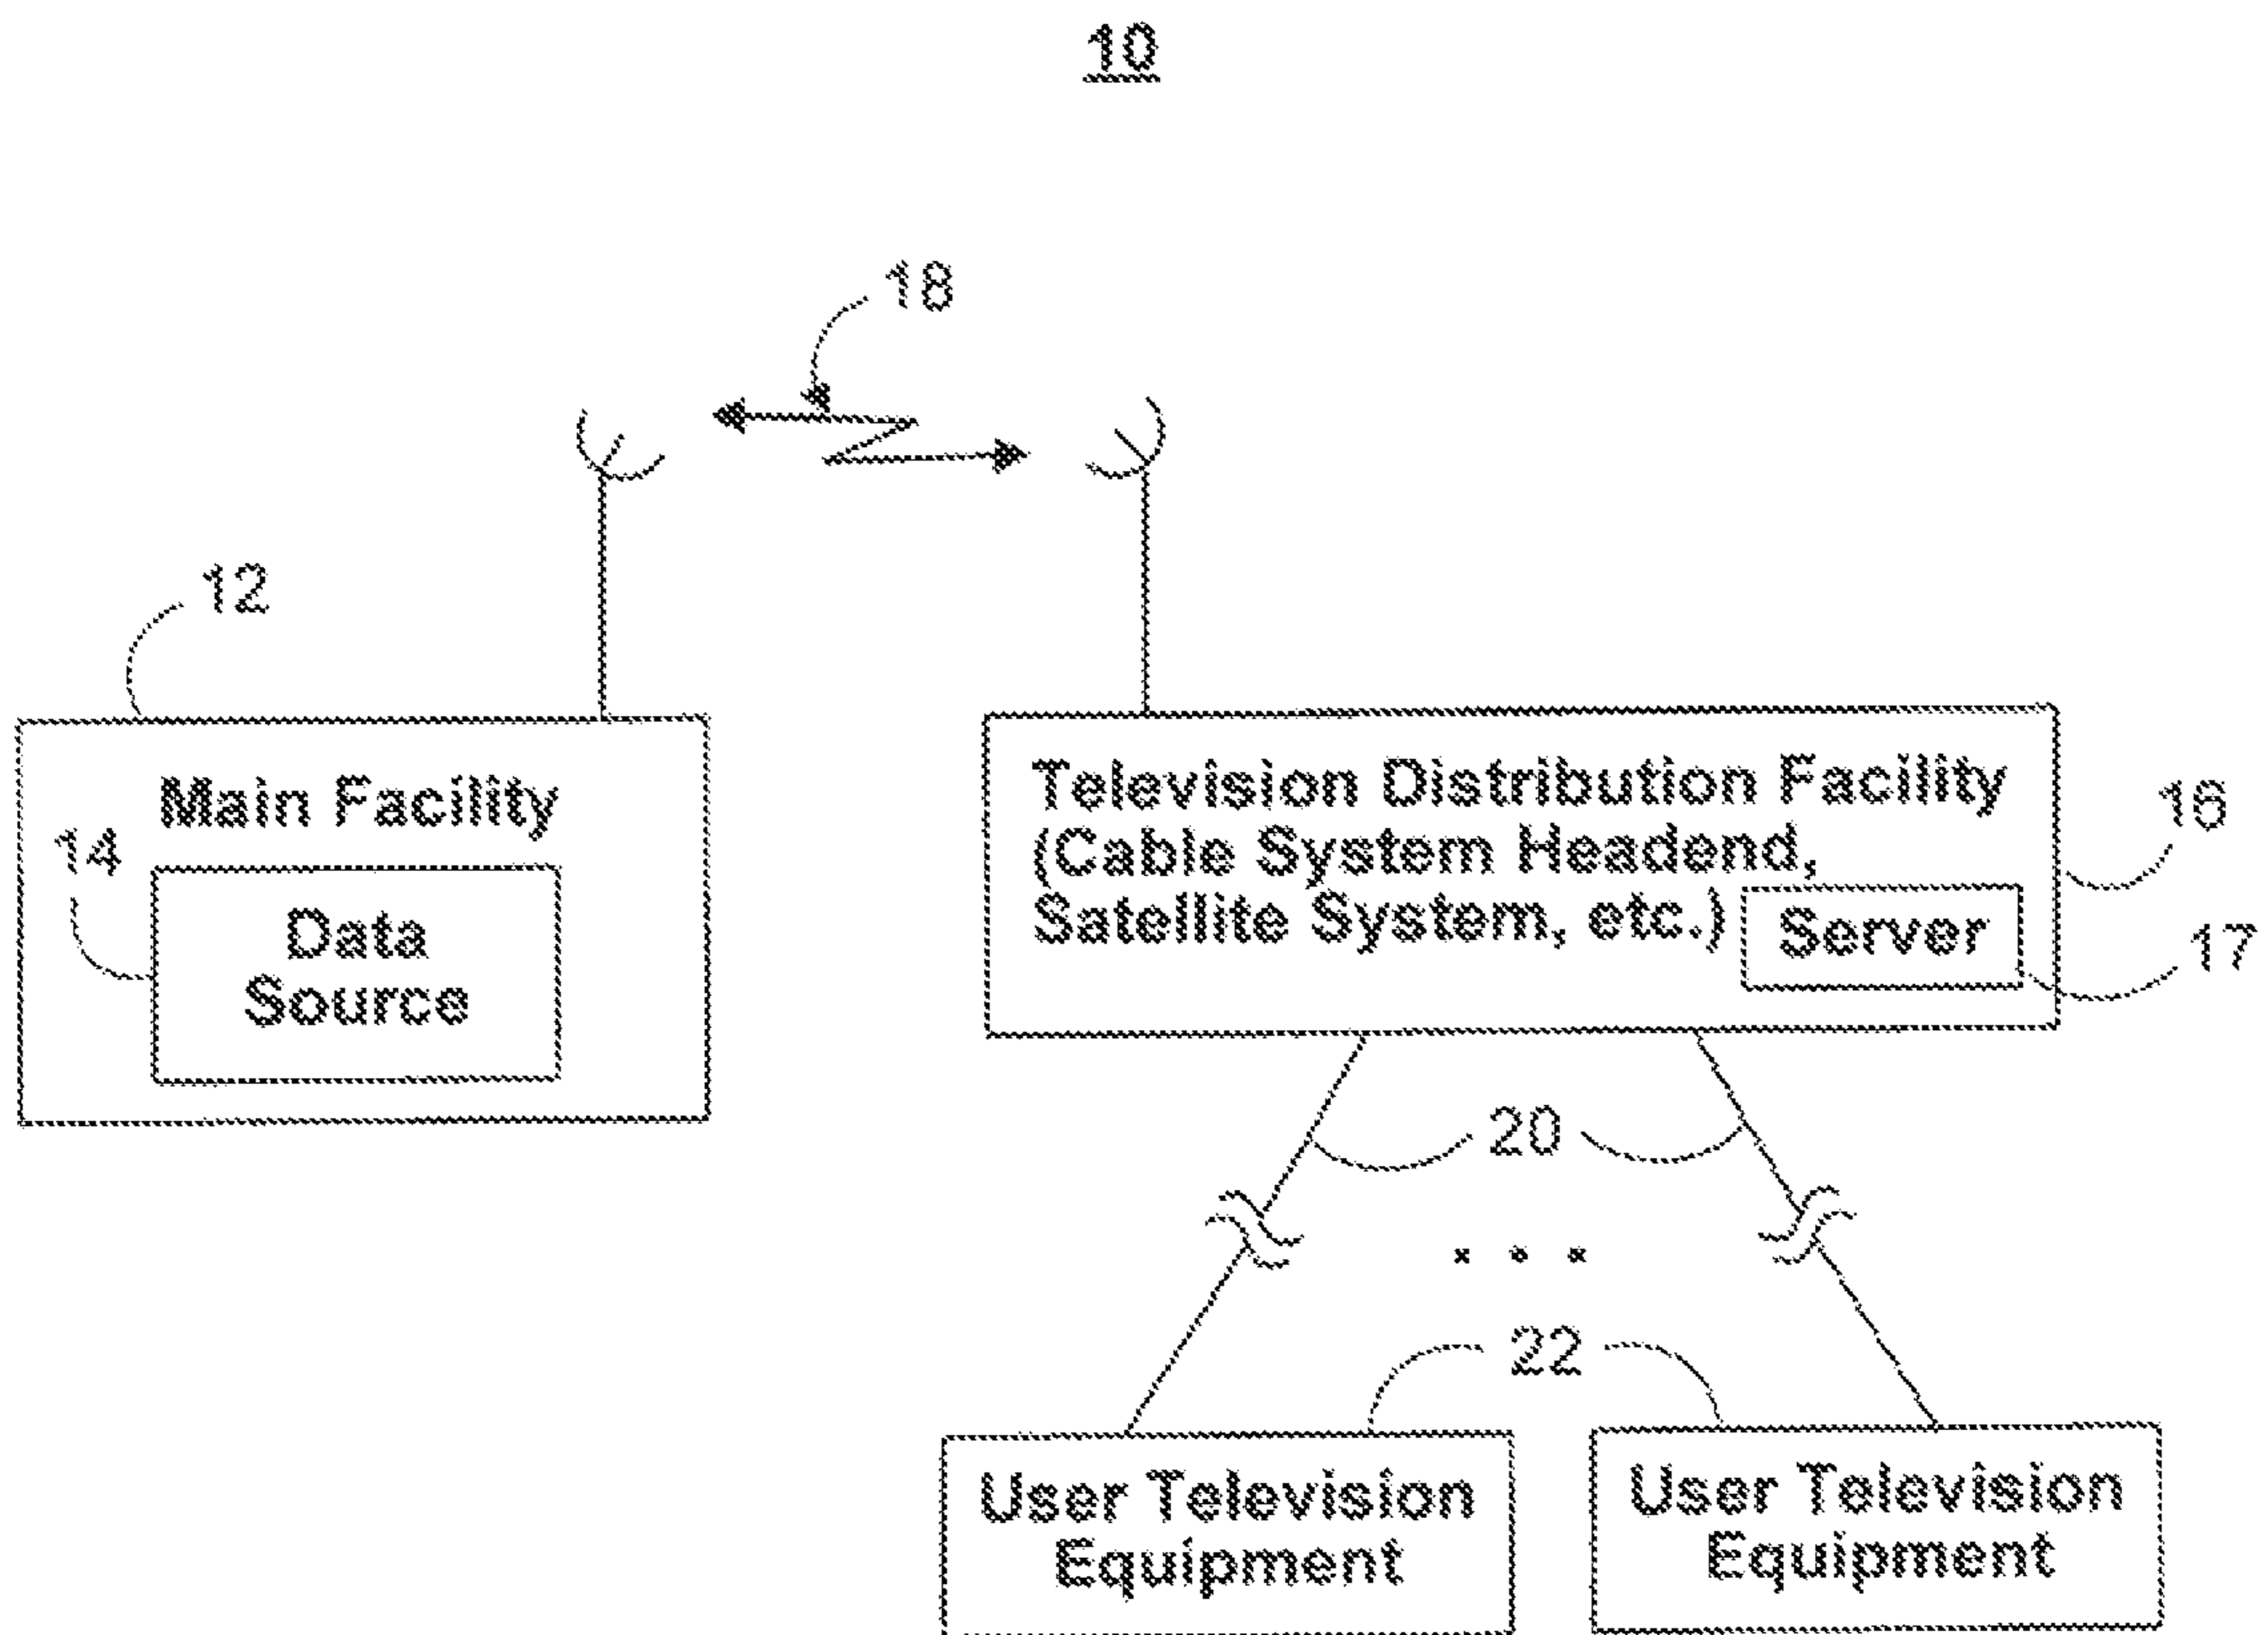 10
18
12
Main Facility
14
Data
Source
Television Distribution Facility
(Cable System Headend,
Satellite System, etc.)
Server
16
17
20
. . .
22
User Television
Equipment
User Television
Equipment